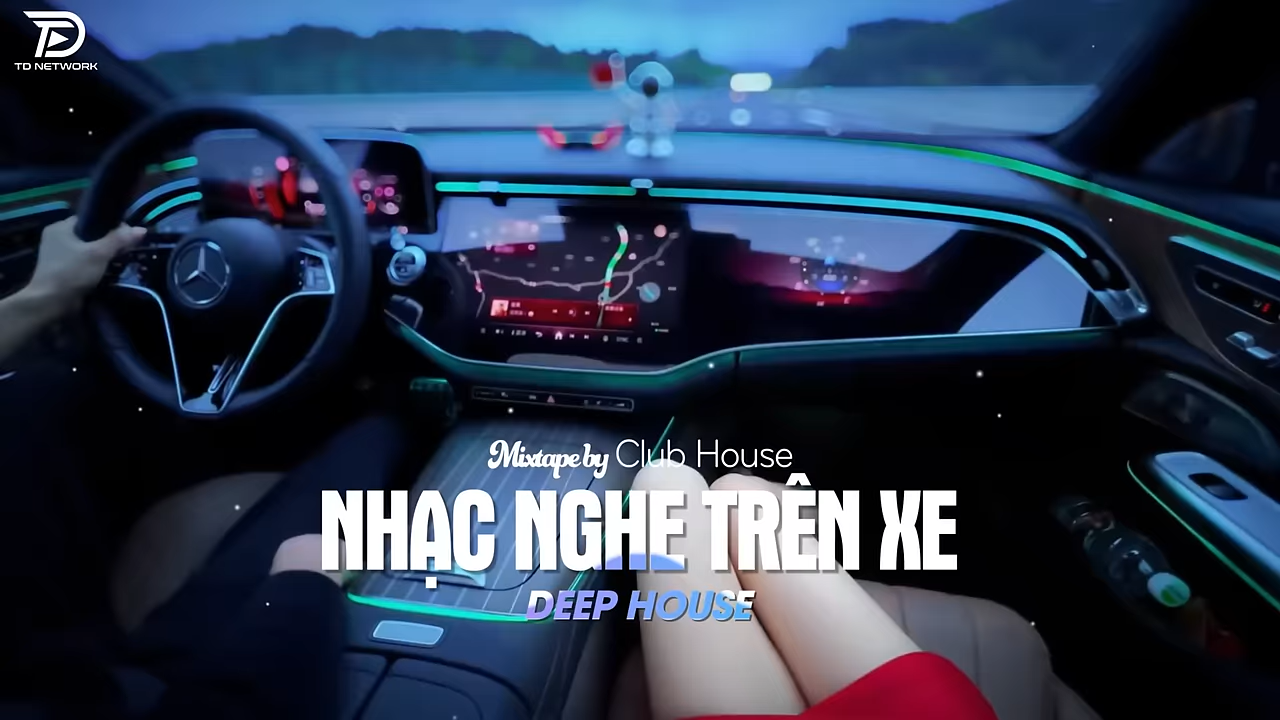 TD NETWORK
Mixtape by Club House
NHẠC NGHE TRÊN XE
DEEP HOUSE